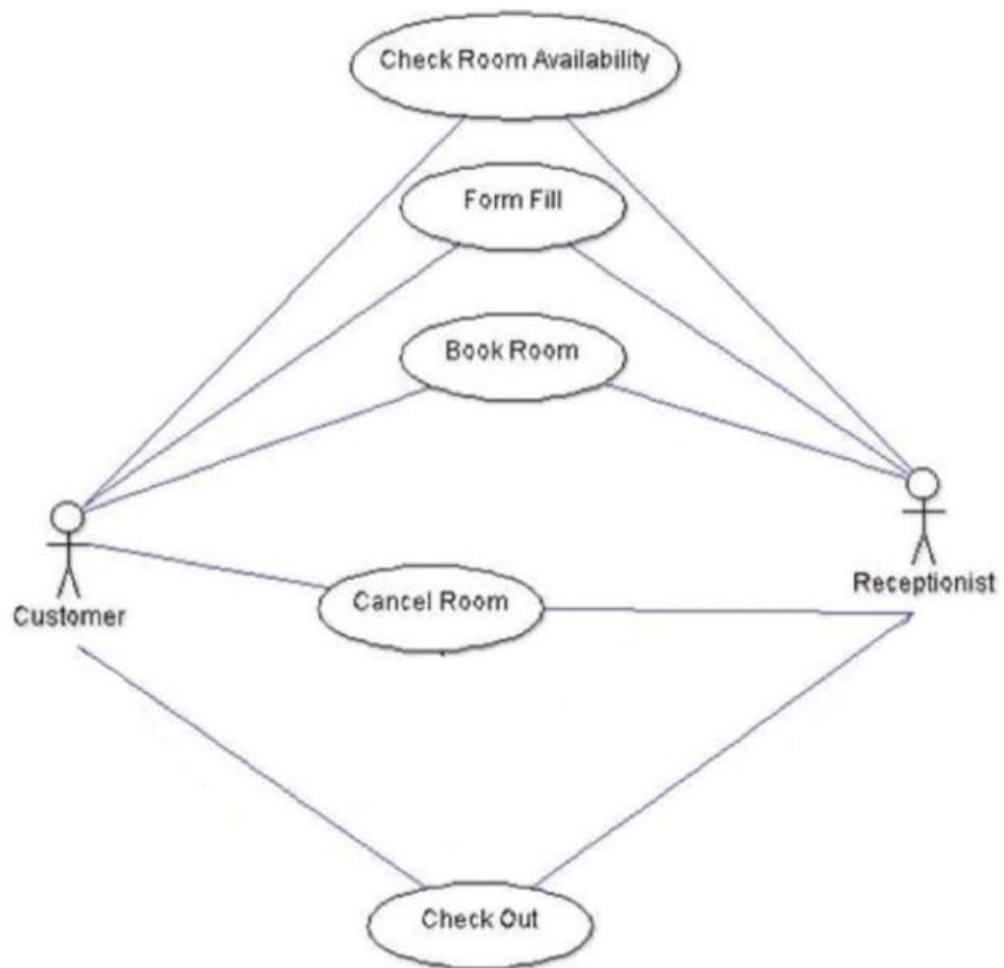 Check Room Availability
Form Fill
Book Room
Customer
Receptionist
Cancel Room
Check Out